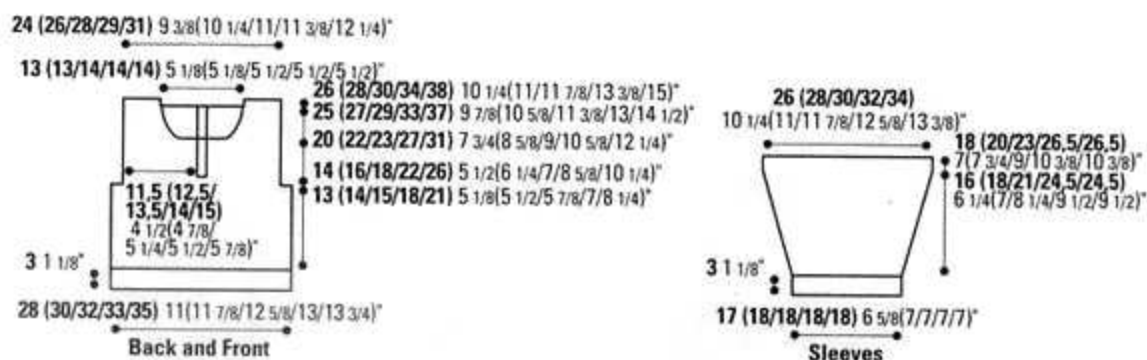 24 (26/28/29/31) 9 3/8(10 1/4/11/11 3/8/12 1/4)"
13 (13/14/14/14) 5 1/8(5 1/8/5 1/2/5 1/2/5 1/2)"
26 (28/30/34/38) 10 1/4(11/11 7/8/13 3/8/15)"
25 (27/29/33/37) 9 7/8(10 5/8/11 3/8/13/14 1/2)"
20 (22/23/27/31) 7 3/4(8 5/8/9/10 5/8/12 1/4)"
14 (16/18/22/26) 5 1/2(6 1/4/7/8 5/8/10 1/4)"
13 (14/15/18/21) 5 1/8(5 1/2/5 7/8/7/8 1/4)"
11,5 (12,5/
13,5/14/15)
4 1/2(4 7/8/
5 1/4/5 1/2/5 7/8)"
3 1 1/8"
28 (30/32/33/35) 11(11 7/8/12 5/8/13/13 3/4)"
Back and Front
26 (28/30/32/34)
10 1/4(11/11 7/8/12 5/8/13 3/8)"
18 (20/23/26,5/26,5)
7(7 3/4/9/10 3/8/10 3/8)"
16 (18/21/24,5/24,5)
6 1/4(7/8 1/4/9 1/2/9 1/2)"
3 1 1/8"
17 (18/18/18/18) 6 5/8(7/7/7/7)"
Sleeves